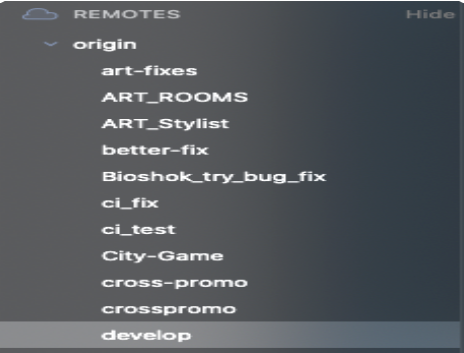 REMOTES Hide
origin
art-fixes
ART_ROOMS
ART_Stylist
better-fix
Bioshok_try_bug_fix
ci_fix
ci_test
City-Game
cross-promo
crosspromo
develop